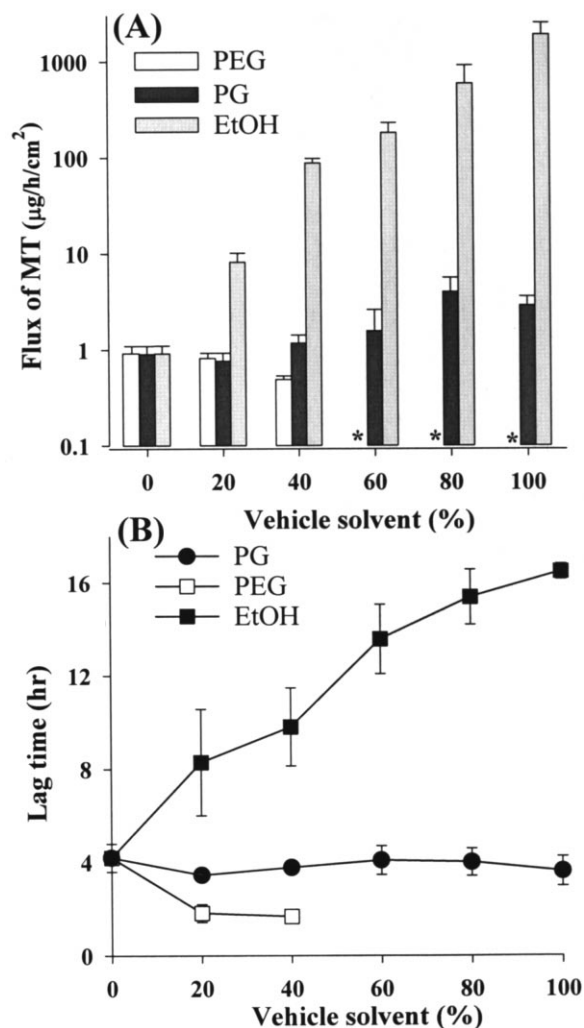 (A)
PEG
PG
EtOH
Flux of MT (µg/h/cm²)
1000
100
10
1
0.1
* * *
0 20 40 60 80 100
Vehicle solvent (%)
(B)
PG
PEG
EtOH
Lag time (hr)
16
12
8
4
0
0 20 40 60 80 100
Vehicle solvent (%)